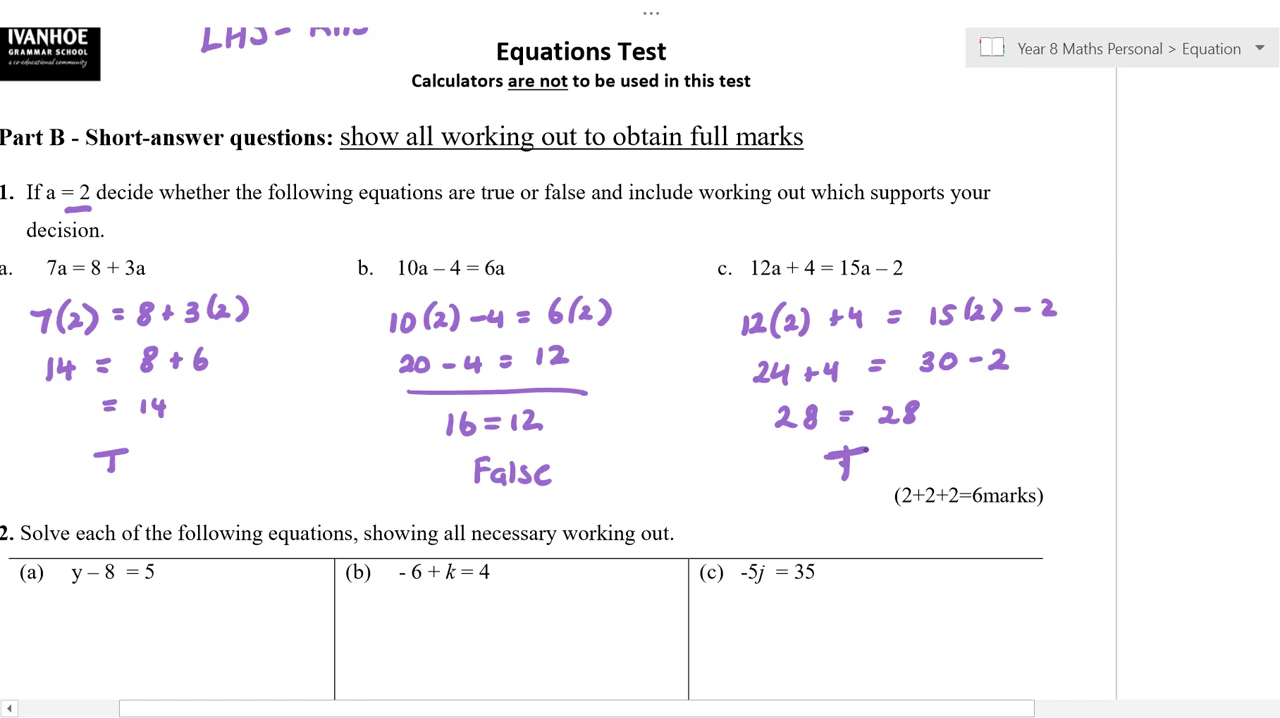 ...
IVANHOE
GRAMMAR SCHOOL
a co-educational community
LHS = RHS
Equations Test
Year 8 Maths Personal > Equation
Calculators are not to be used in this test
Part B - Short-answer questions: show all working out to obtain full marks
1. If a = 2 decide whether the following equations are true or false and include working out which supports your
decision.
a. 7a = 8 + 3a
b. 10a – 4 = 6a
c. 12a + 4 = 15a – 2
7(2) = 8 + 3(2)
10(2) - 4 = 6(2)
12(2) + 4 = 15(2) - 2
14 = 8 + 6
20 - 4 = 12
24 + 4 = 30 - 2
= 14
16 = 12
28 = 28
T
False
T
(2+2+2=6marks)
2. Solve each of the following equations, showing all necessary working out.
(a) y – 8 = 5
(b) - 6 + k = 4
(c) -5j = 35